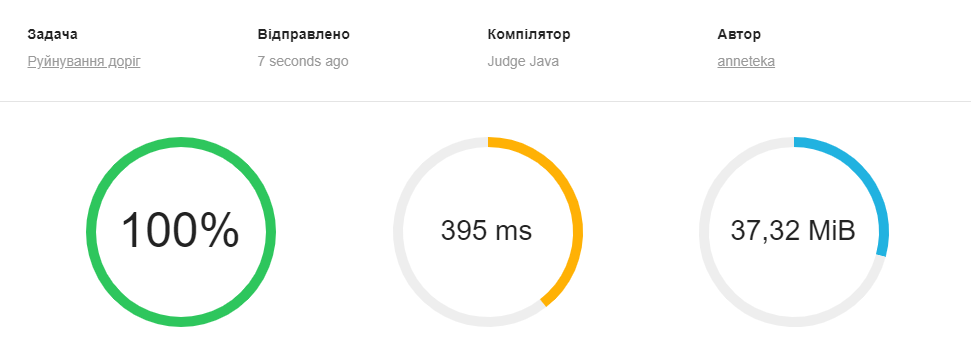 Задача Відправлено Компілятор Автор
Руйнування доріг 7 seconds ago Judge Java anneteka
100% 395 ms 37,32 MiB